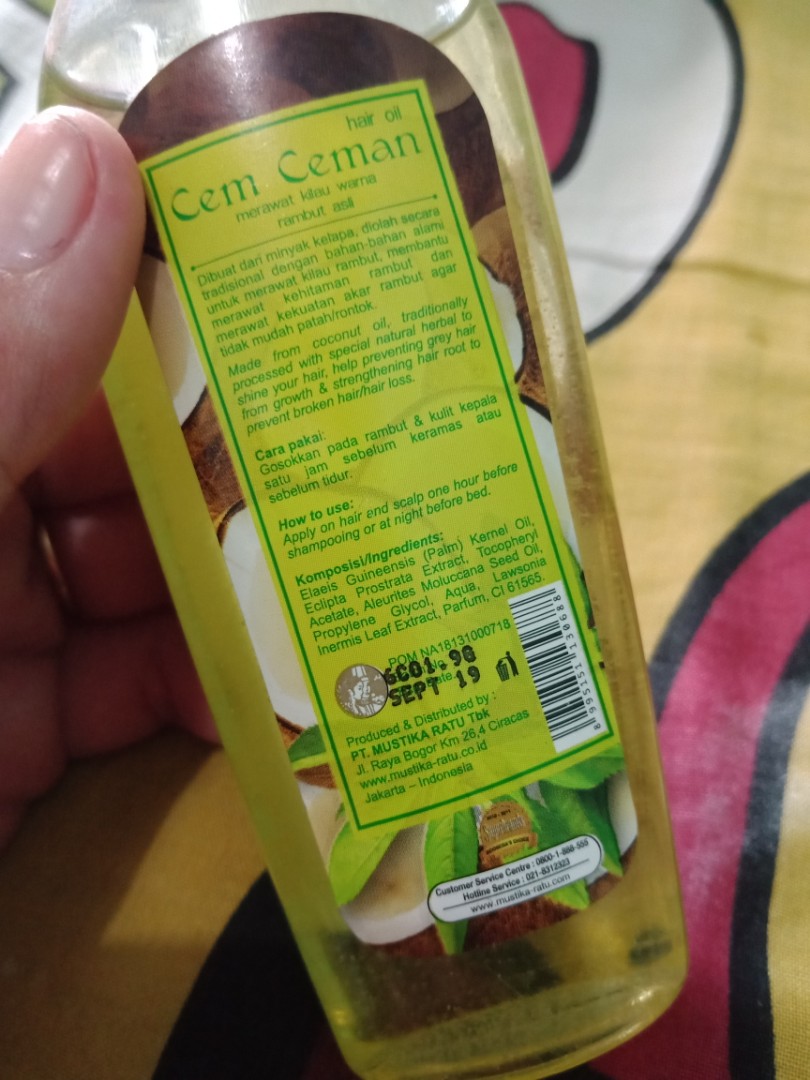 hair oil
Cem Ceman
merawat kilau warna
rambut asli
Dibuat dari minyak kelapa, diolah secara
tradisional dengan bahan-bahan alami
untuk merawat kilau rambut, membantu
merawat kehitaman rambut dan
merawat kekuatan akar rambut agar
tidak mudah patah/rontok.
Made from coconut oil, traditionally
processed with special natural herbal to
shine your hair, help preventing grey hair
from growth & strengthening hair root to
prevent broken hair/hair loss.
Cara pakai:
Gosokkan pada rambut & kulit kepala
satu jam sebelum keramas atau
sebelum tidur.
How to use:
Apply on hair and scalp one hour before
shampooing or at night before bed.
Komposisi/Ingredients:
Elaeis Guineensis (Palm) Kernel Oil,
Eclipta Prostrata Extract, Tocopheryl
Acetate, Aleurites Moluccana Seed Oil,
Propylene Glycol, Aqua, Lawsonia
Inermis Leaf Extract, Parfum, CI 61565.
POM NA18131000718
SEPT 19
Produced & Distributed by :
PT. MUSTIKA RATU Tbk
Jl. Raya Bogor Km 26,4 Ciracas
www.mustika-ratu.co.id
Jakarta – Indonesia
8 995151 130688
Customer Service Centre : 0800-1-888-555
Hotline Service : 021-8312323
www.mustika-ratu.com